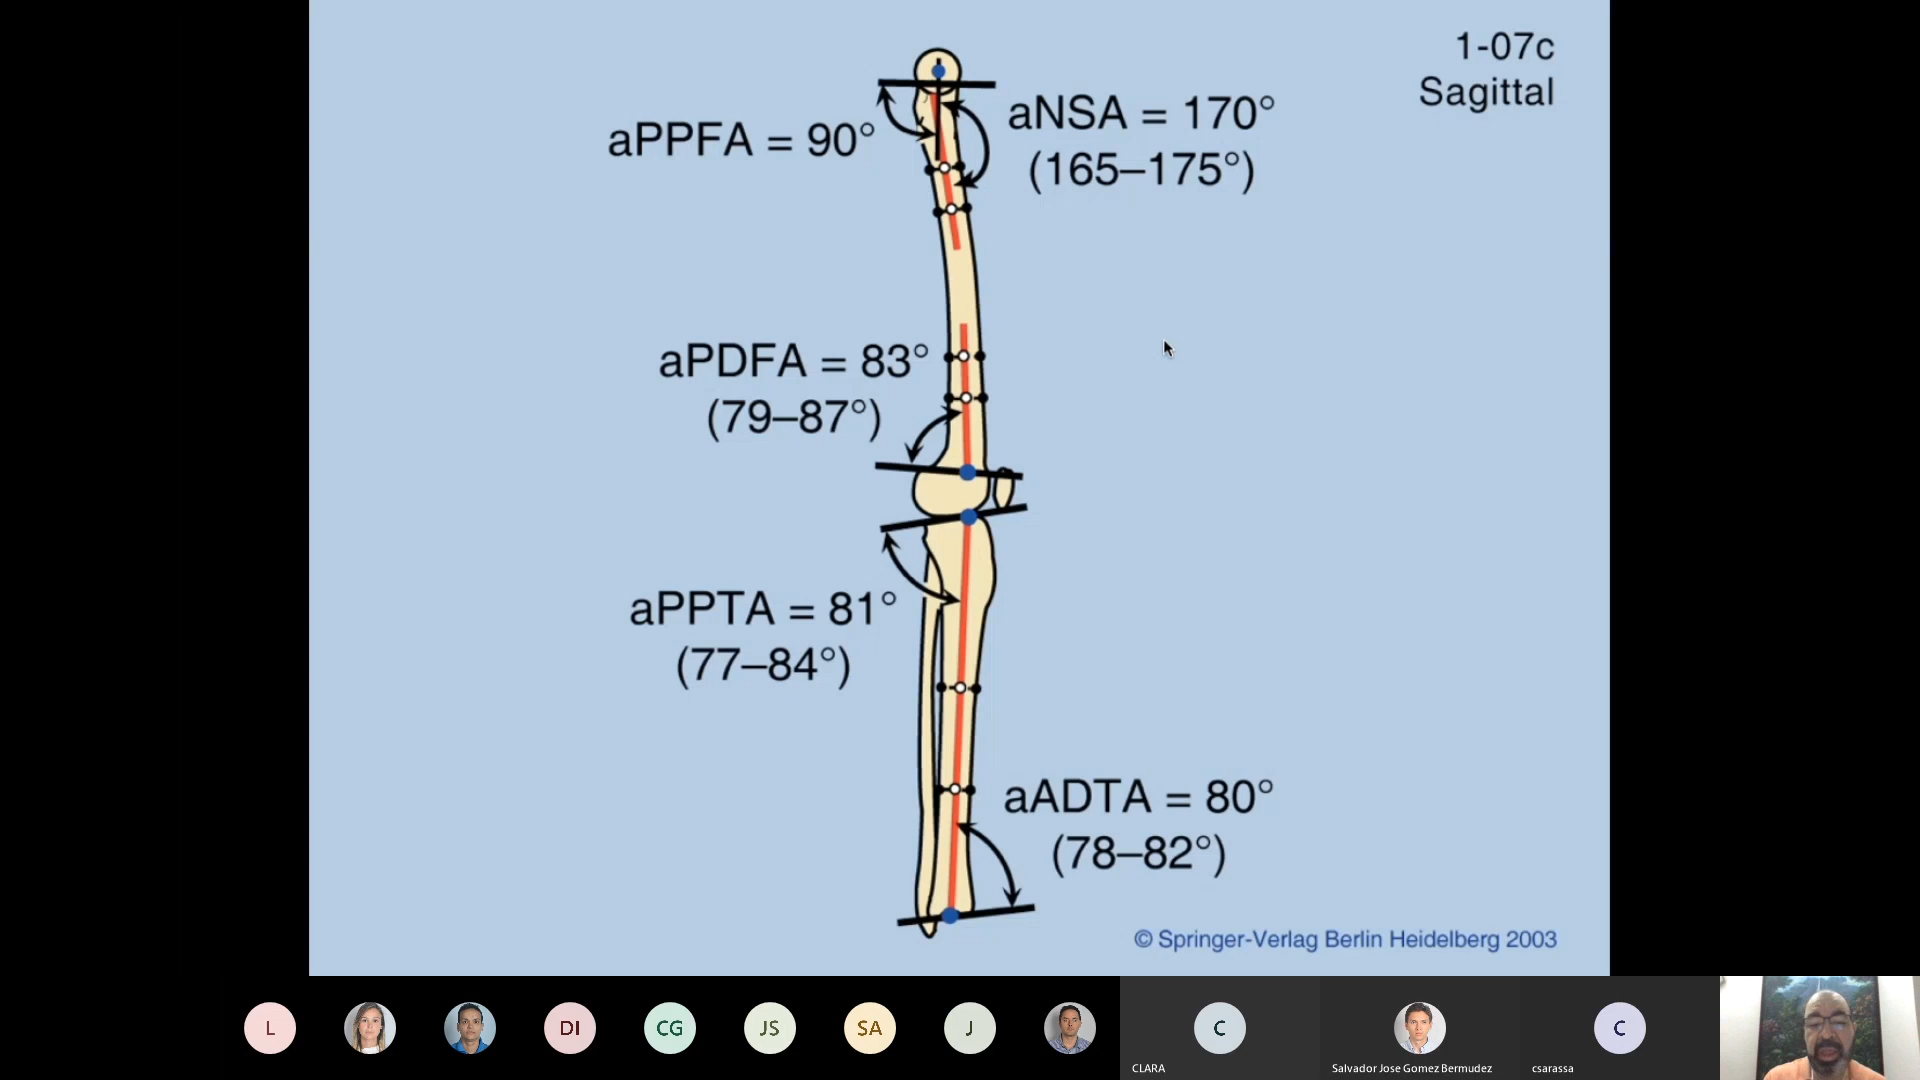 1-07c
Sagittal
aPPFA = 90°
aNSA = 170°
(165–175°)
aPDFA = 83°
(79–87°)
aPPTA = 81°
(77–84°)
aADTA = 80°
(78–82°)
© Springer-Verlag Berlin Heidelberg 2003
L
DI
CG
JS
SA
J
C
C
CLARA
Salvador Jose Gomez Bermudez
csarassa